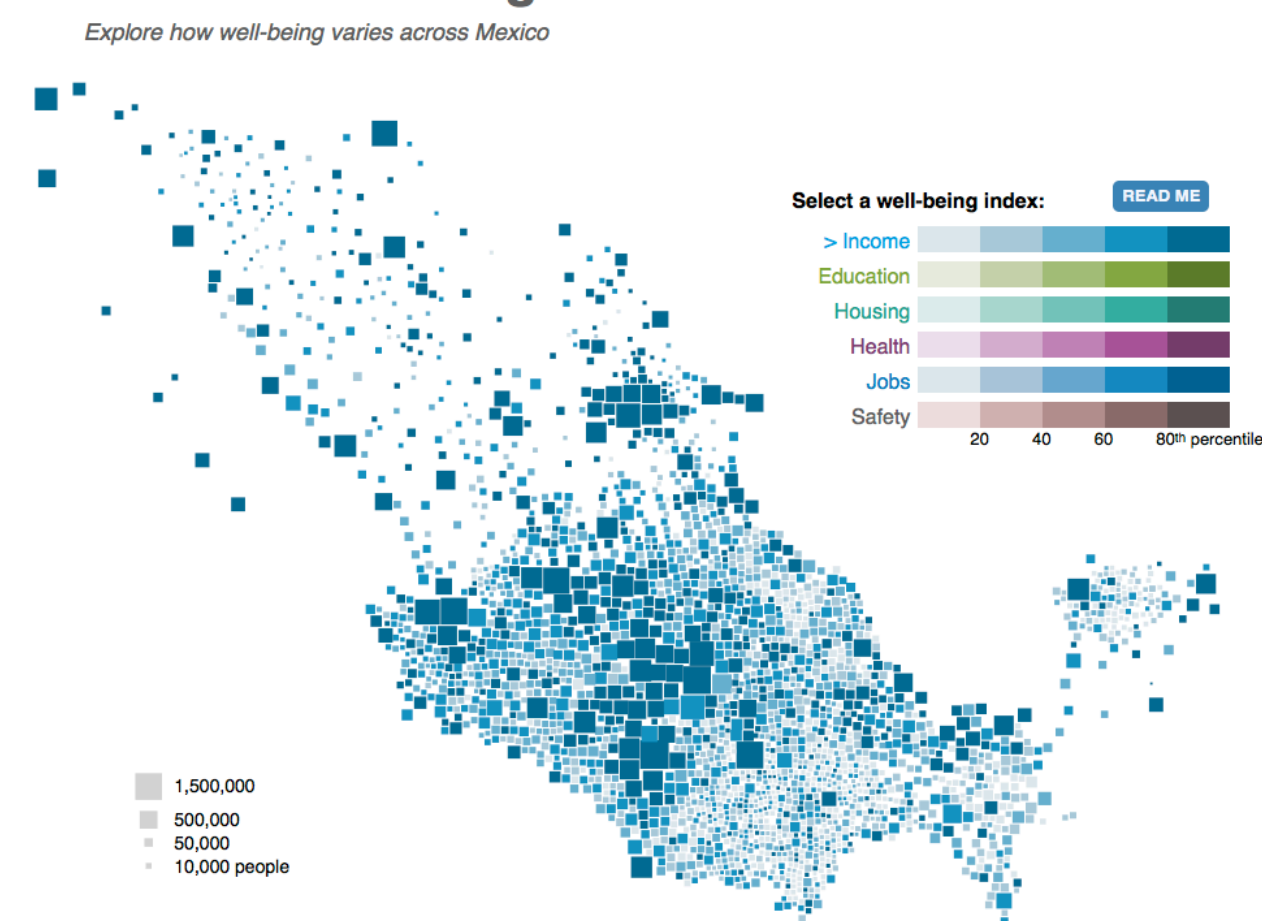 Explore how well-being varies across Mexico
Select a well-being index:
READ ME
> Income
Education
Housing
Health
Jobs
Safety
20 40 60 80th percentile
1,500,000
500,000
50,000
10,000 people